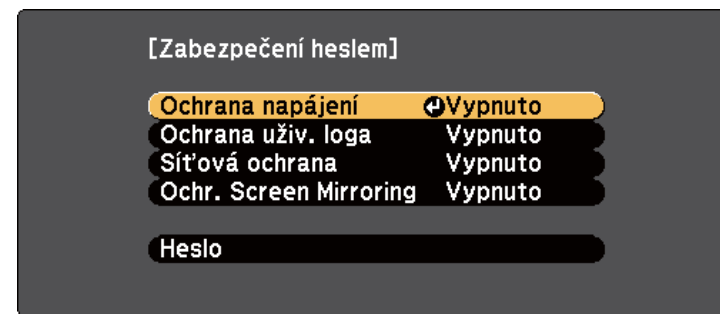 [Zabezpečení heslem]
Ochrana napájení Vypnuto
Ochrana uživ. loga Vypnuto
Síťová ochrana Vypnuto
Ochr. Screen Mirroring Vypnuto
Heslo